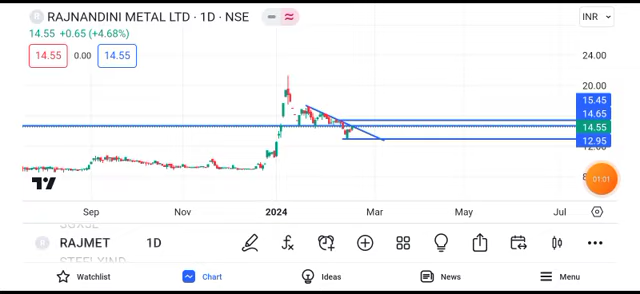 R RAJNANDINI METAL LTD · 1D · NSE
INR
14.55 +0.65 (+4.68%)
14.55 0.00 14.55
24.00
20.00
15.45
14.65
14.55
12.95
01:01
Sep Nov 2024 Mar May Jul
R RAJMET 1D
Watchlist Chart Ideas News Menu